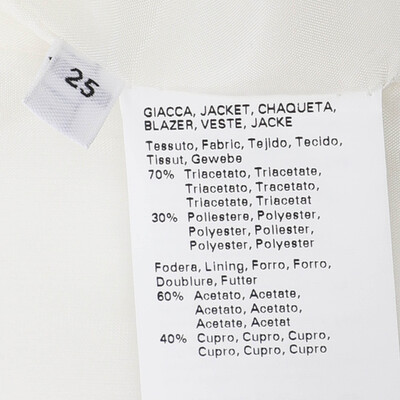 25
GIACCA, JACKET, CHAQUETA,
BLAZER, VESTE, JACKE
Tessuto, Fabric, Tejido, Tecido,
Tissut, Gewebe
70% Triacetato, Triacetate,
Triacetato, Tracetato,
Triacetate, Triacetat
30% Poliestere, Polyester,
Polyester, Poliester,
Polyester, Polyester
Fodera, Lining, Forro, Forro,
Doublure, Futter
60% Acetato, Acetate,
Acetato, Acetato,
Acetate, Acetat
40% Cupro, Cupro, Cupro,
Cupro, Cupro, Cupro